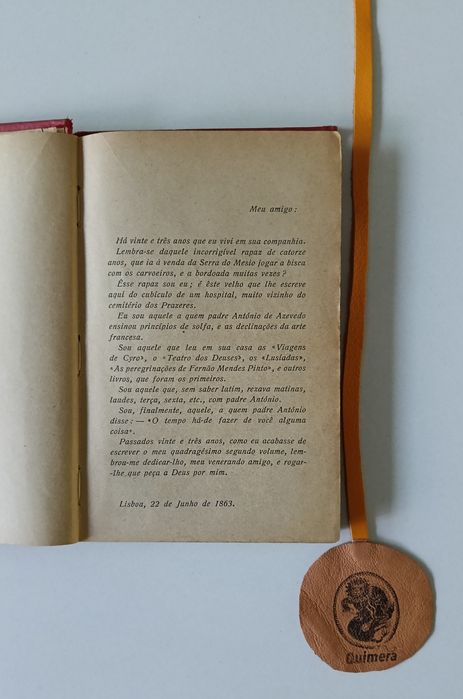 Meu amigo:
Há vinte e três anos que eu vivi em sua companhia.
Lembra-se daquele incorrigível rapaz de catorze
anos, que ia à venda da Serra do Mesio jogar a bisca
com os carvoeiros, e a bordoada muitas vezes?
Êsse rapaz sou eu; é êste velho que lhe escreve
aqui do cubículo de um hospital, muito vizinho do
cemitério dos Prazeres.
Eu sou aquele a quem padre António de Azevedo
ensinou princípios de solfa, e as declinações da arte
francesa.
Sou aquele que leu em sua casa as «Viagens
de Cyro», o «Teatro dos Deuses», os «Lusíadas»,
«As peregrinações de Fernão Mendes Pinto», e outros
livros, que foram os primeiros.
Sou aquele que, sem saber latim, rezava matinas,
laudes, terça, sexta, etc., com padre António.
Sou, finalmente, aquele, a quem padre António
disse: — «O tempo há-de fazer de você alguma
coisa».
Passados vinte e três anos, como eu acabasse de
escrever o meu quadragésimo segundo volume, lem-
brou-me dedicar-lho, meu venerando amigo, e rogar-
-lhe que peça a Deus por mim.
Lisboa, 22 de Junho de 1863.
Quimera